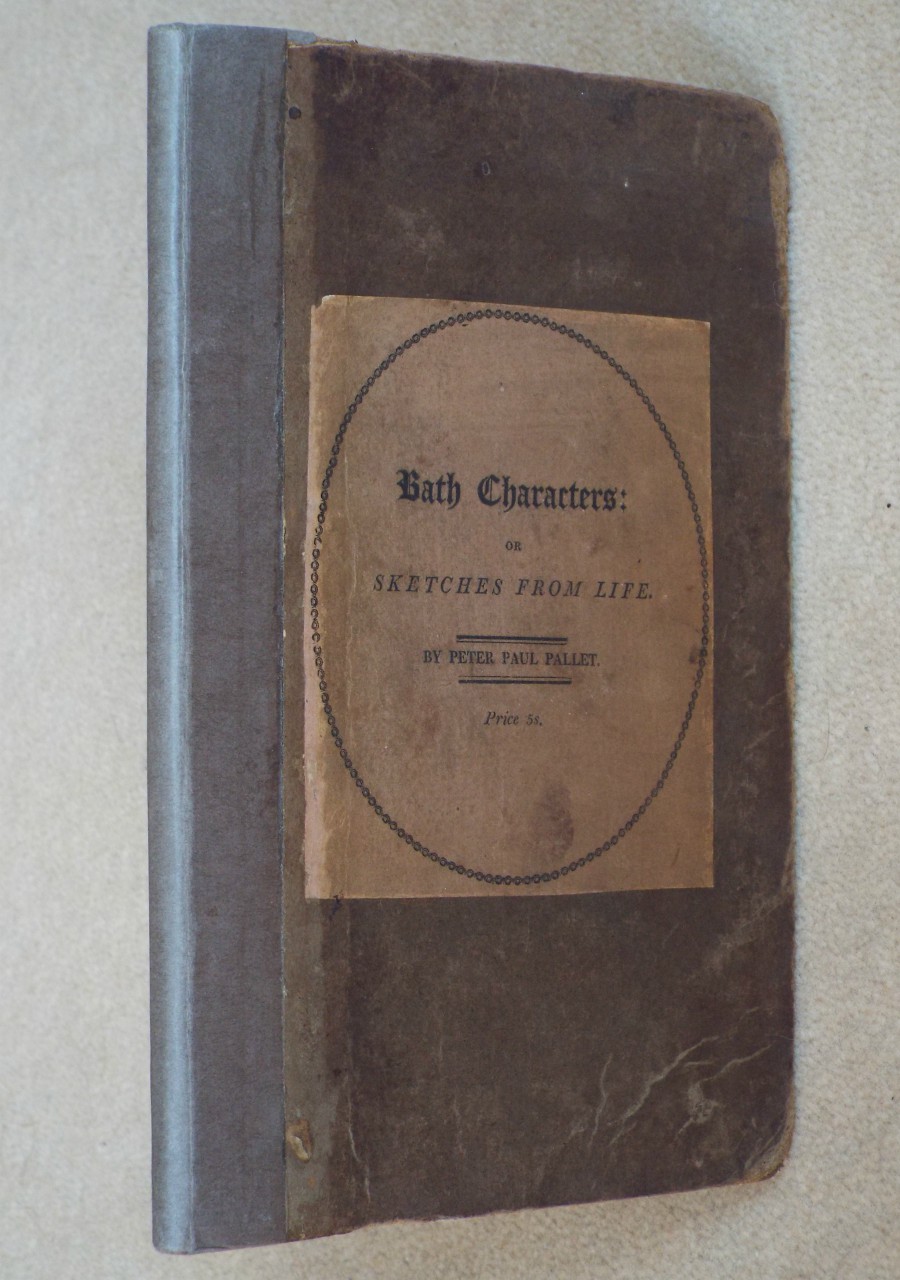 Bath Characters:
OR
SKETCHES FROM LIFE.
BY PETER PAUL PALLET.
Price 5s.